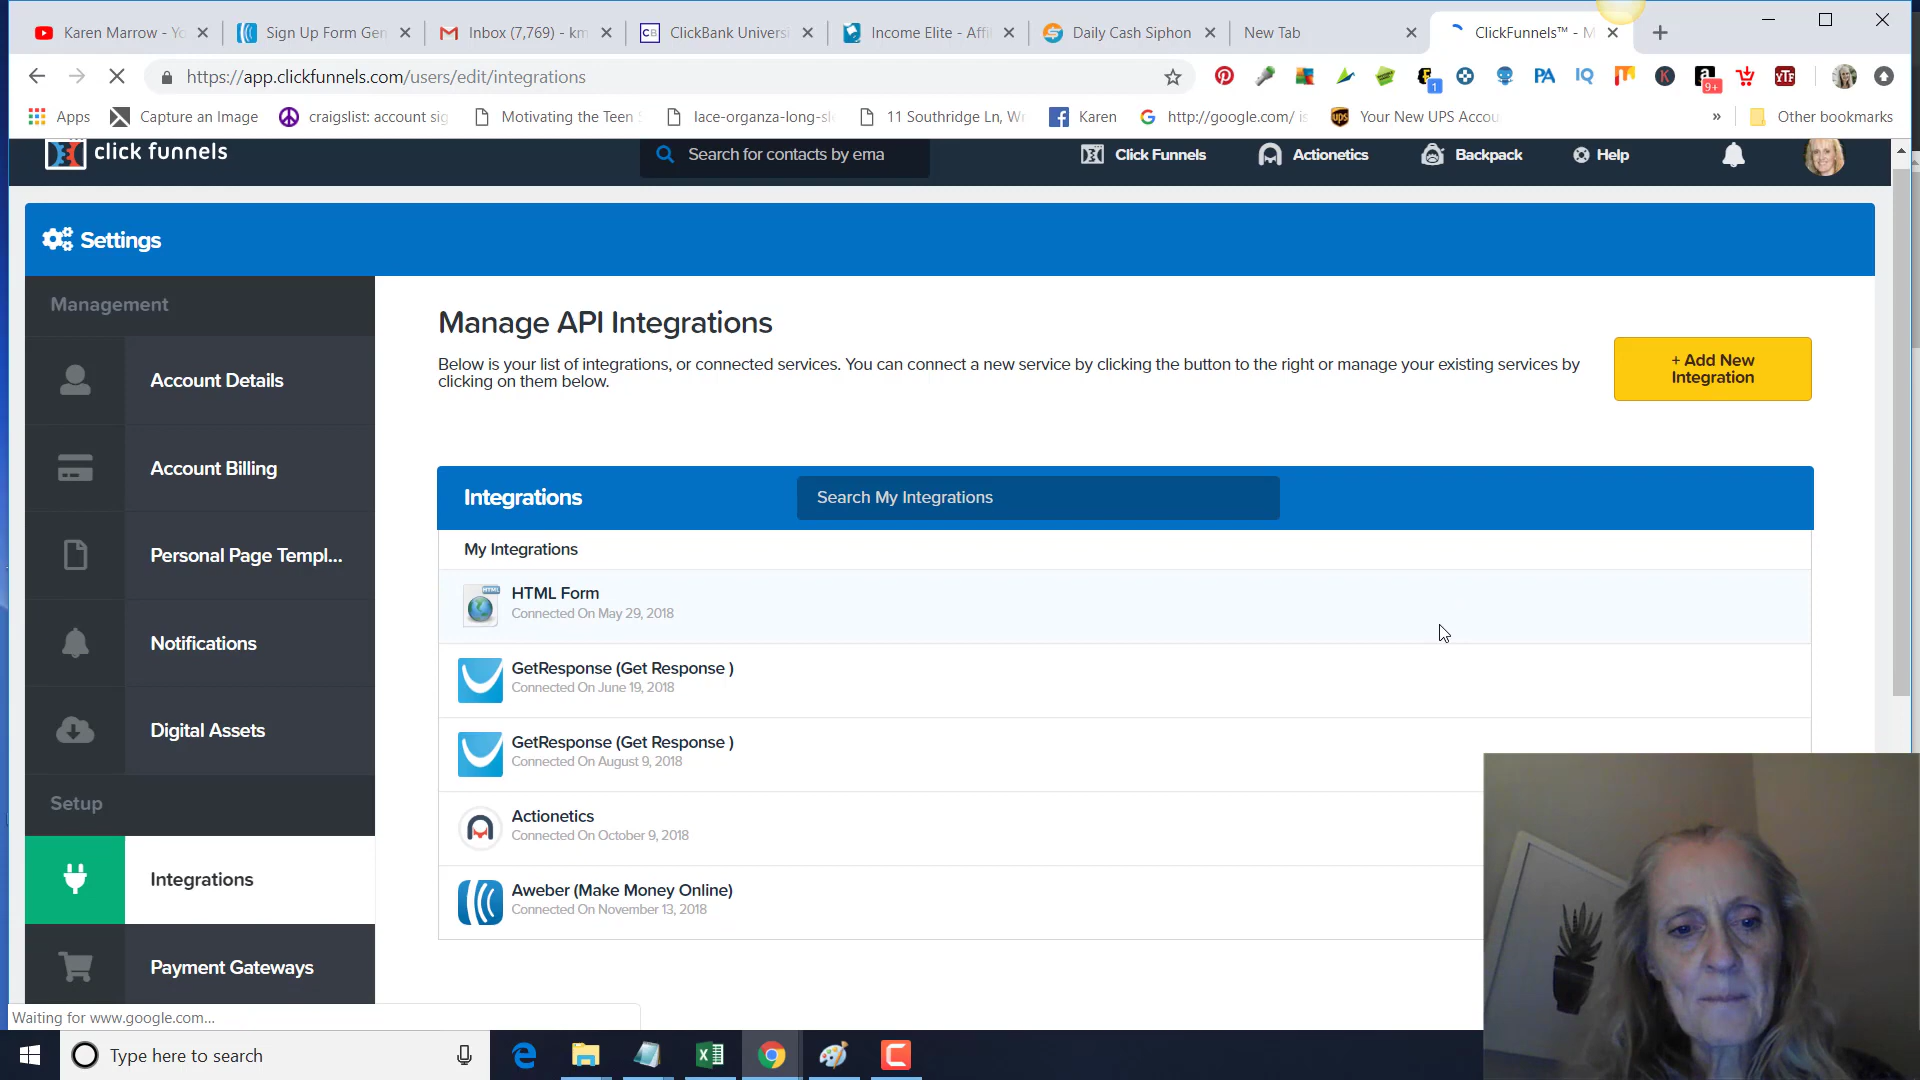 Karen Marrow - Yo
Sign Up Form Gen
Inbox (7,769) - km
CB
ClickBank Universi
Income Elite - Affi
Daily Cash Siphon
New Tab
ClickFunnels™ - M
https://app.clickfunnels.com/users/edit/integrations
1
PA
IQ
K
a
9+
YTF
Apps
Capture an Image
craigslist: account sig
Motivating the Teen S
lace-organza-long-sl
11 Southridge Ln, Wr
Karen
http://google.com/ is
Your New UPS Accou
»
Other bookmarks
click funnels
Search for contacts by ema
Click Funnels
Actionetics
Backpack
Help
Settings
Management
Account Details
Account Billing
Personal Page Templ...
Notifications
Digital Assets
Setup
Integrations
Payment Gateways
Manage API Integrations
Below is your list of integrations, or connected services. You can connect a new service by clicking the button to the right or manage your existing services by
clicking on them below.
+ Add New
Integration
Integrations
Search My Integrations
My Integrations
HTML
HTML Form
Connected On May 29, 2018
GetResponse (Get Response )
Connected On June 19, 2018
GetResponse (Get Response )
Connected On August 9, 2018
Actionetics
Connected On October 9, 2018
Aweber (Make Money Online)
Connected On November 13, 2018
Waiting for www.google.com...
Type here to search